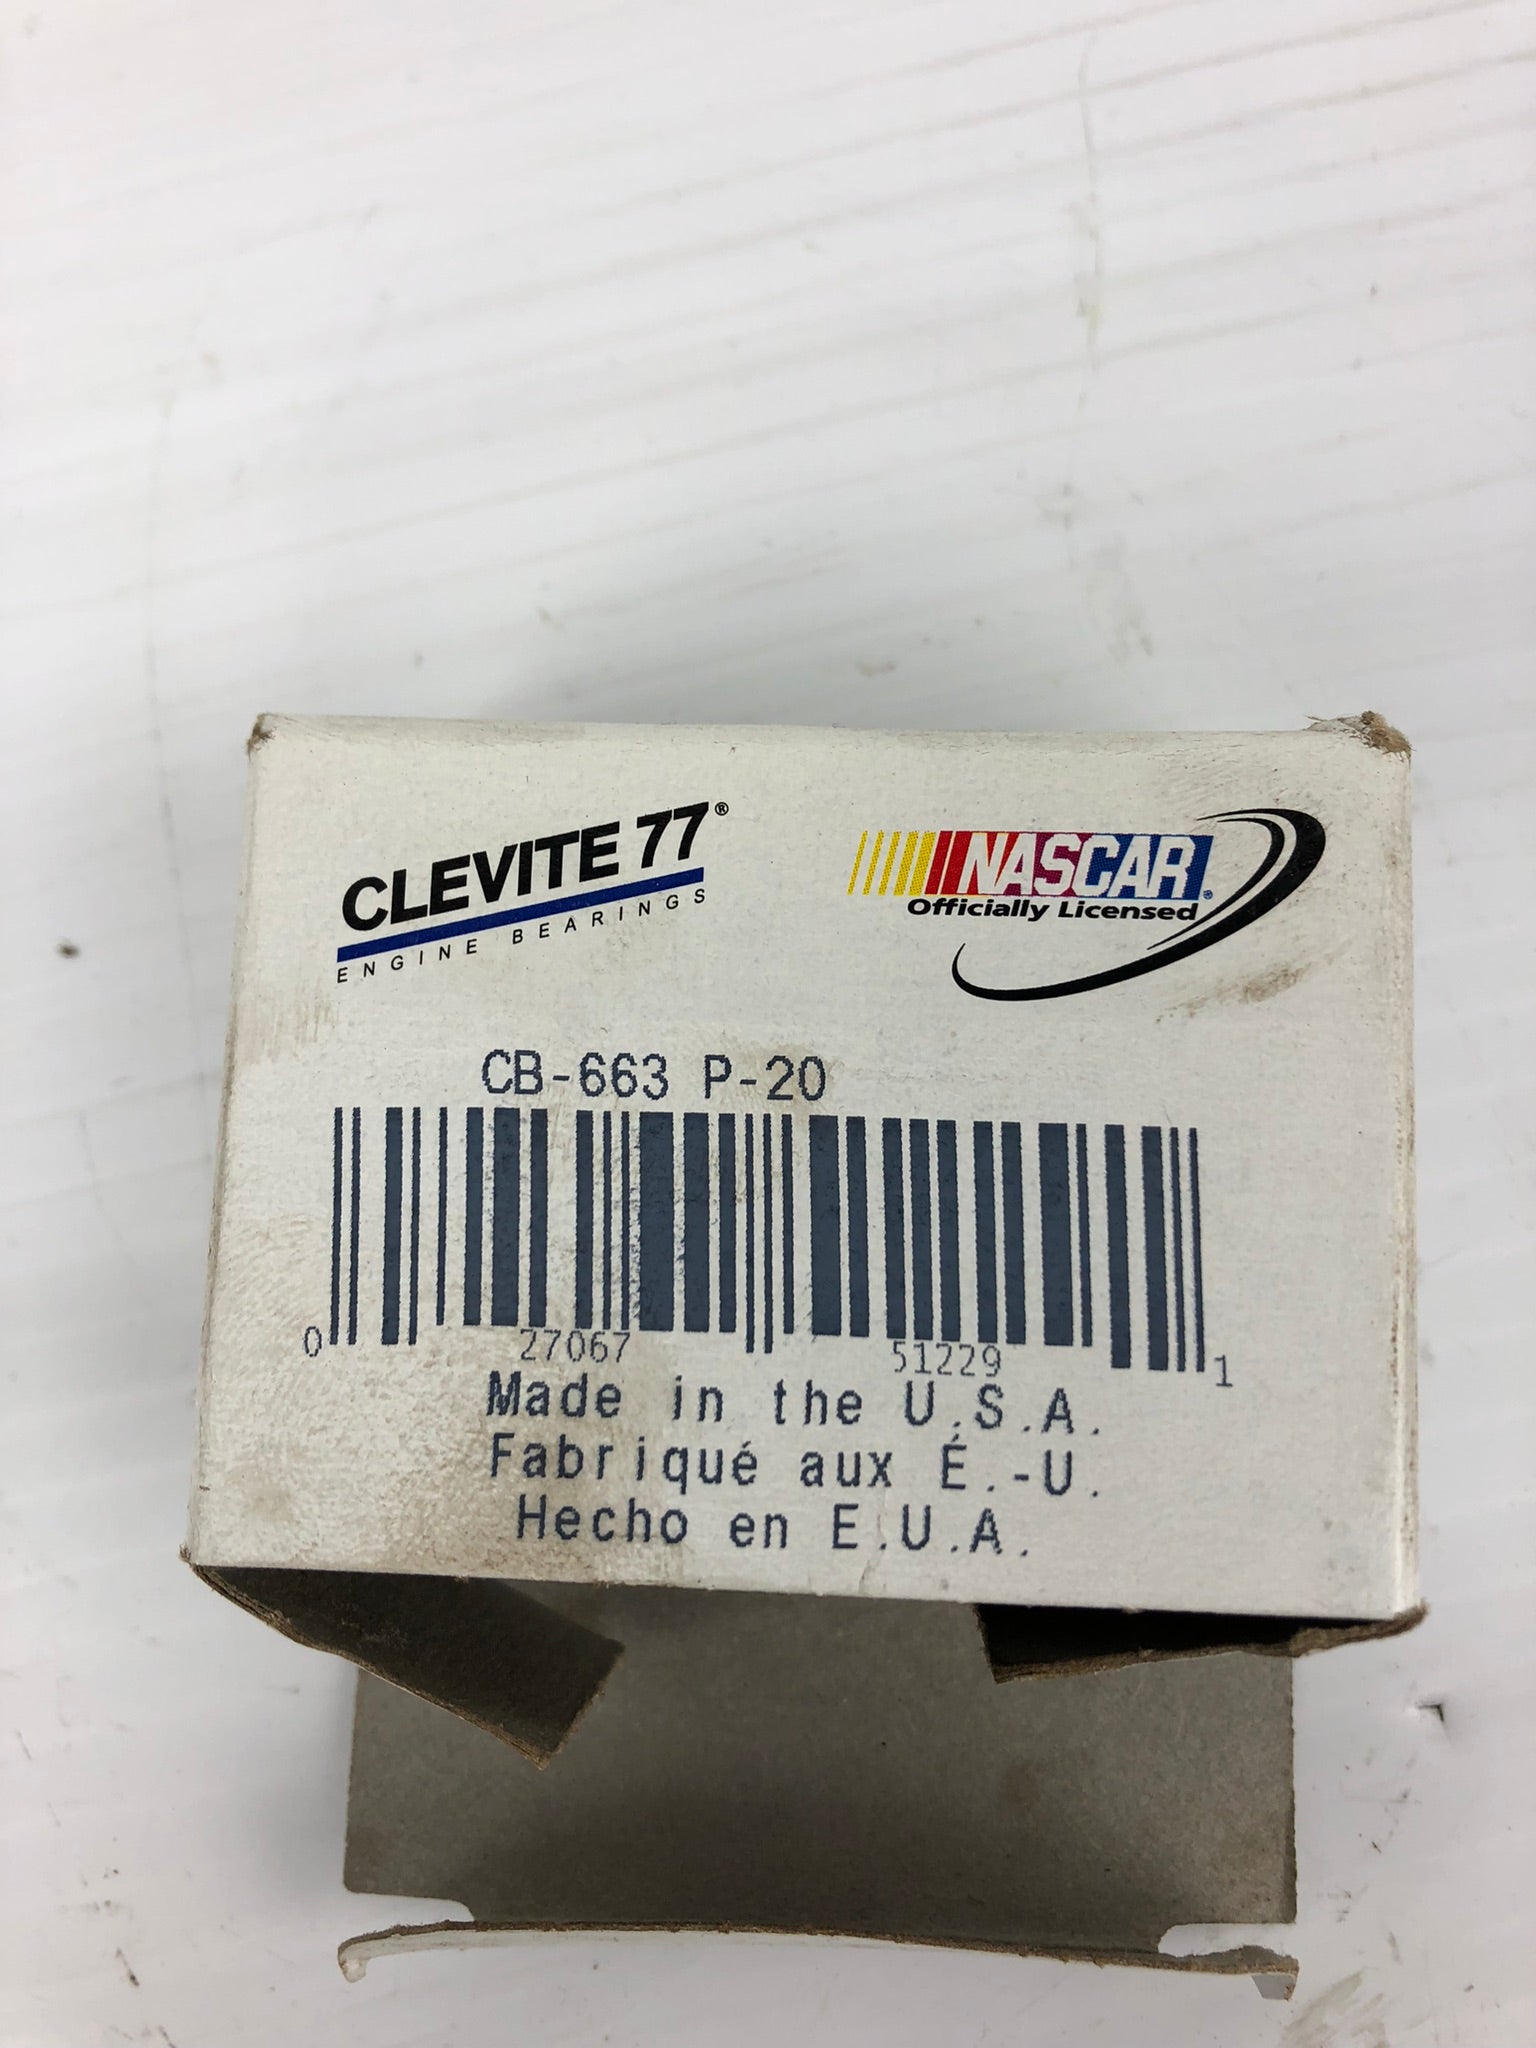 CLEVITE 77®
ENGINE BEARINGS
NASCAR®
Officially Licensed
CB-663 P-20
0 27067 51229 1
Made in the U.S.A.
Fabriqué aux É.-U.
Hecho en E.U.A.